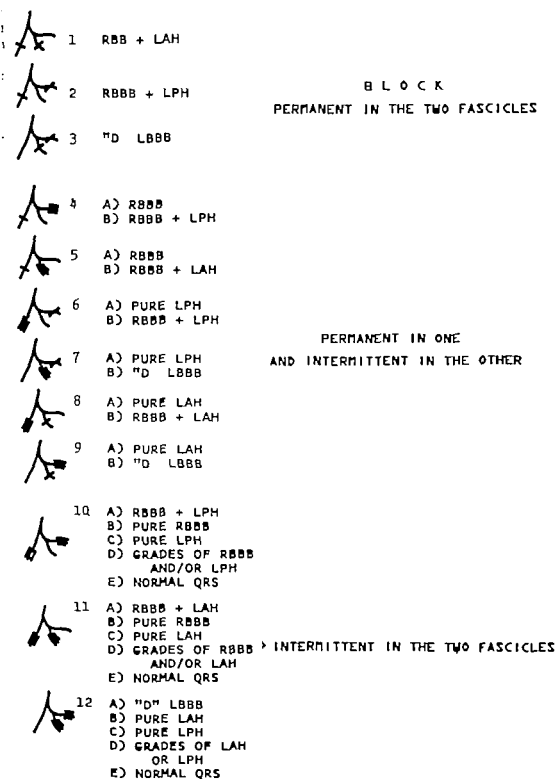 1 RBB + LAH
2 RBBB + LPH
3 "D LBBB
B L O C K
PERMANENT IN THE TWO FASCICLES
4 A) RBBB
B) RBBB + LPH
5 A) RBBB
B) RBBB + LAH
6 A) PURE LPH
B) RBBB + LPH
7 A) PURE LPH
B) "D LBBB
8 A) PURE LAH
B) RBBB + LAH
9 A) PURE LAH
B) "D LBBB
PERMANENT IN ONE
AND INTERMITTENT IN THE OTHER
10 A) RBBB + LPH
B) PURE RBBB
C) PURE LPH
D) GRADES OF RBBB
AND/OR LPH
E) NORMAL QRS
11 A) RBBB + LAH
B) PURE RBBB
C) PURE LAH
D) GRADES OF RBBB
AND/OR LAH
E) NORMAL QRS
12 A) "D" LBBB
B) PURE LAH
C) PURE LPH
D) GRADES OF LAH
OR LPH
E) NORMAL QRS
INTERMITTENT IN THE TWO FASCICLES